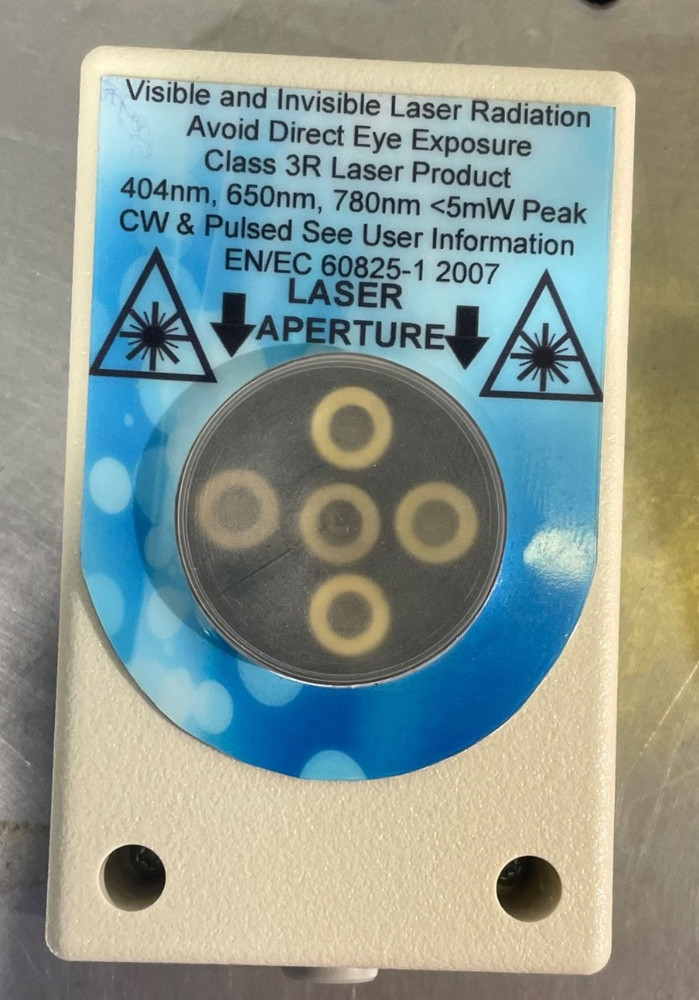 Visible and Invisible Laser Radiation
Avoid Direct Eye Exposure
Class 3R Laser Product
404nm, 650nm, 780nm <5mW Peak
CW & Pulsed See User Information
EN/EC 60825-1 2007
LASER
APERTURE